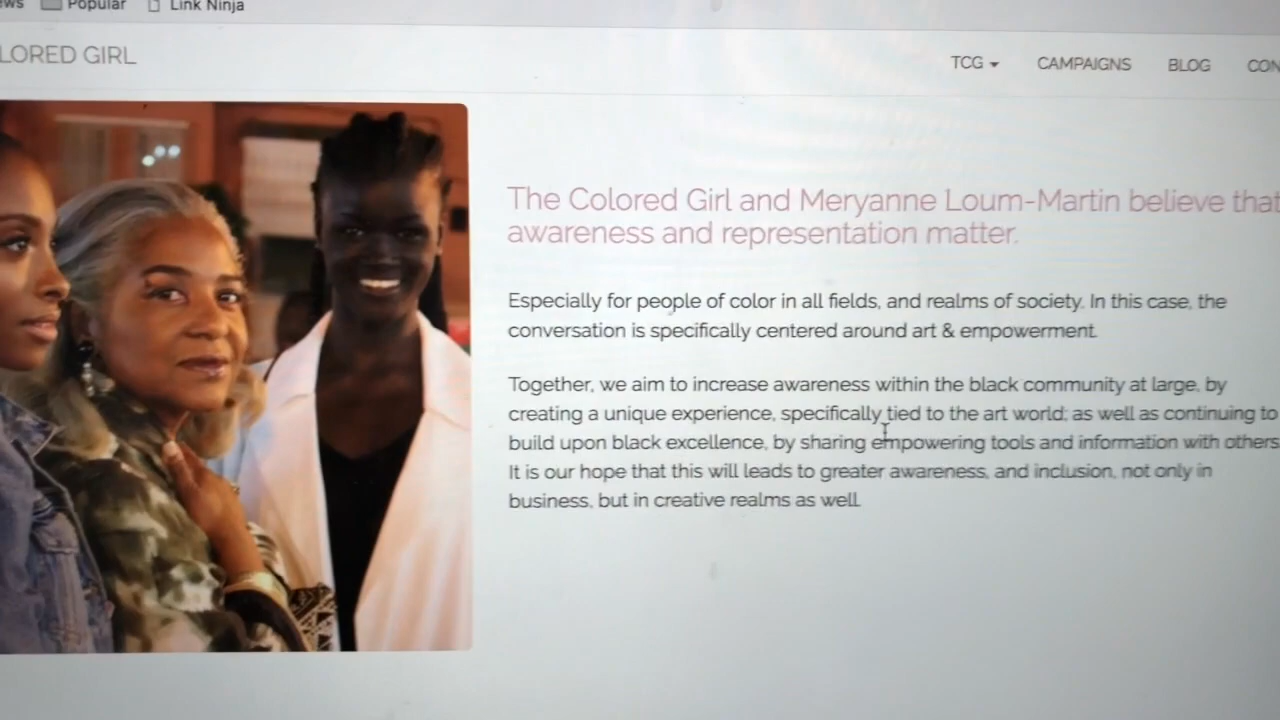 Popular Link Ninja
LORED GIRL
TCG CAMPAIGNS BLOG
The Colored Girl and Meryanne Loum-Martin believe that
awareness and representation matter.
Especially for people of color in all fields, and realms of society. In this case, the
conversation is specifically centered around art & empowerment.
Together, we aim to increase awareness within the black community at large, by
creating a unique experience, specifically tied to the art world; as well as continuing to
build upon black excellence, by sharing empowering tools and information with others.
It is our hope that this will leads to greater awareness, and inclusion, not only in
business, but in creative realms as well.